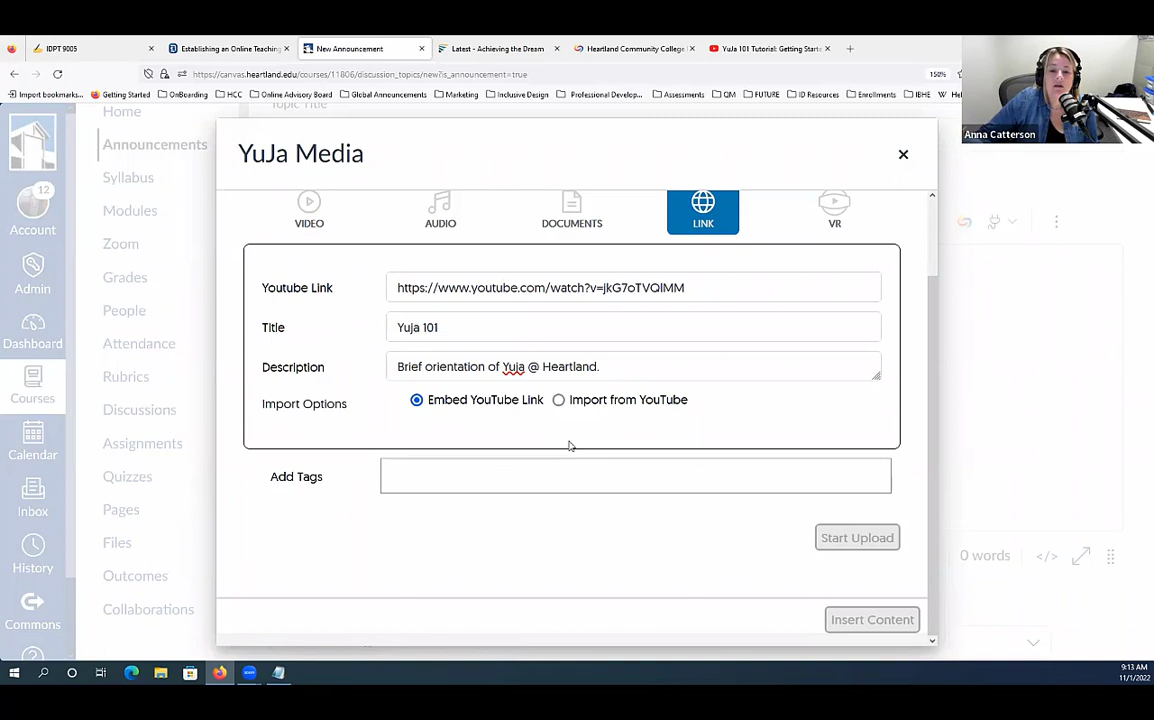 IDPT 9005
Establishing an Online Teaching
New Announcement
Latest - Achieving the Dream
Heartland Community College
YuJa 101 Tutorial: Getting Starte
https://canvas.heartland.edu/courses/11806/discussion_topics/new?is_announcement=true
150%
Import bookmarks...
Getting Started
OnBoarding
HCC
Online Advisory Board
Global Announcements
Marketing
Inclusive Design
Professional Develop...
Assessments
QM
FUTURE
ID Resources
Enrollments
IBHE
Anna Catterson
12
Account
Admin
Dashboard
Courses
Calendar
Inbox
History
Commons
Home
Announcements
Syllabus
Modules
Zoom
Grades
People
Attendance
Rubrics
Discussions
Assignments
Quizzes
Pages
Files
Outcomes
Collaborations
Topic Title
YuJa Media
VIDEO
AUDIO
DOCUMENTS
LINK
VR
Youtube Link
https://www.youtube.com/watch?v=jkG7oTVQlMM
Title
Yuja 101
Description
Brief orientation of Yuja @ Heartland.
Import Options
Embed YouTube Link
Import from YouTube
Add Tags
Start Upload
Insert Content
0 words
</>
9:13 AM
11/1/2022